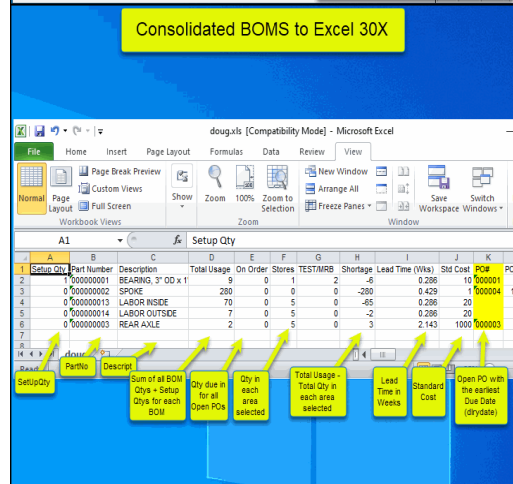 Consolidated BOMS to Excel 30X
doug.xls [Compatibility Mode] - Microsoft Excel
File Home Insert Page Layout Formulas Data Review View
Normal Page Layout Page Break Preview Custom Views Full Screen
Show
Zoom 100% Zoom to Selection
New Window Arrange All Freeze Panes
Save Workspace Switch Windows
Workbook Views Zoom Window
A1 fx Setup Qty
A B C D E F G H I J K
1 Setup Qty Part Number Description Total Usage On Order Stores TEST/MRB Shortage Lead Time (Wks) Std Cost PO#
2 1 000000001 BEARING, 3" OD x 1" 9 0 1 2 -6 0.286 10 000001
3 0 000000002 SPOKE 280 0 0 0 -280 0.429 1 000004
4 0 000000013 LABOR INSIDE 70 0 5 0 -65 0.286 20
5 0 000000014 LABOR OUTSIDE 7 0 5 0 -2 0.286 20
6 0 000000003 REAR AXLE 2 0 5 0 3 2.143 1000 000003
7
8
SetUpQty
PartNo
Descript
Sum of all BOM Qtys + Setup Qtys for each BOM
Qty due in for all Open POs
Qty in each area selected
Total Usage - Total Qty in each area selected
Lead Time in Weeks
Standard Cost
Open PO with the earliest Due Date (dirydate)